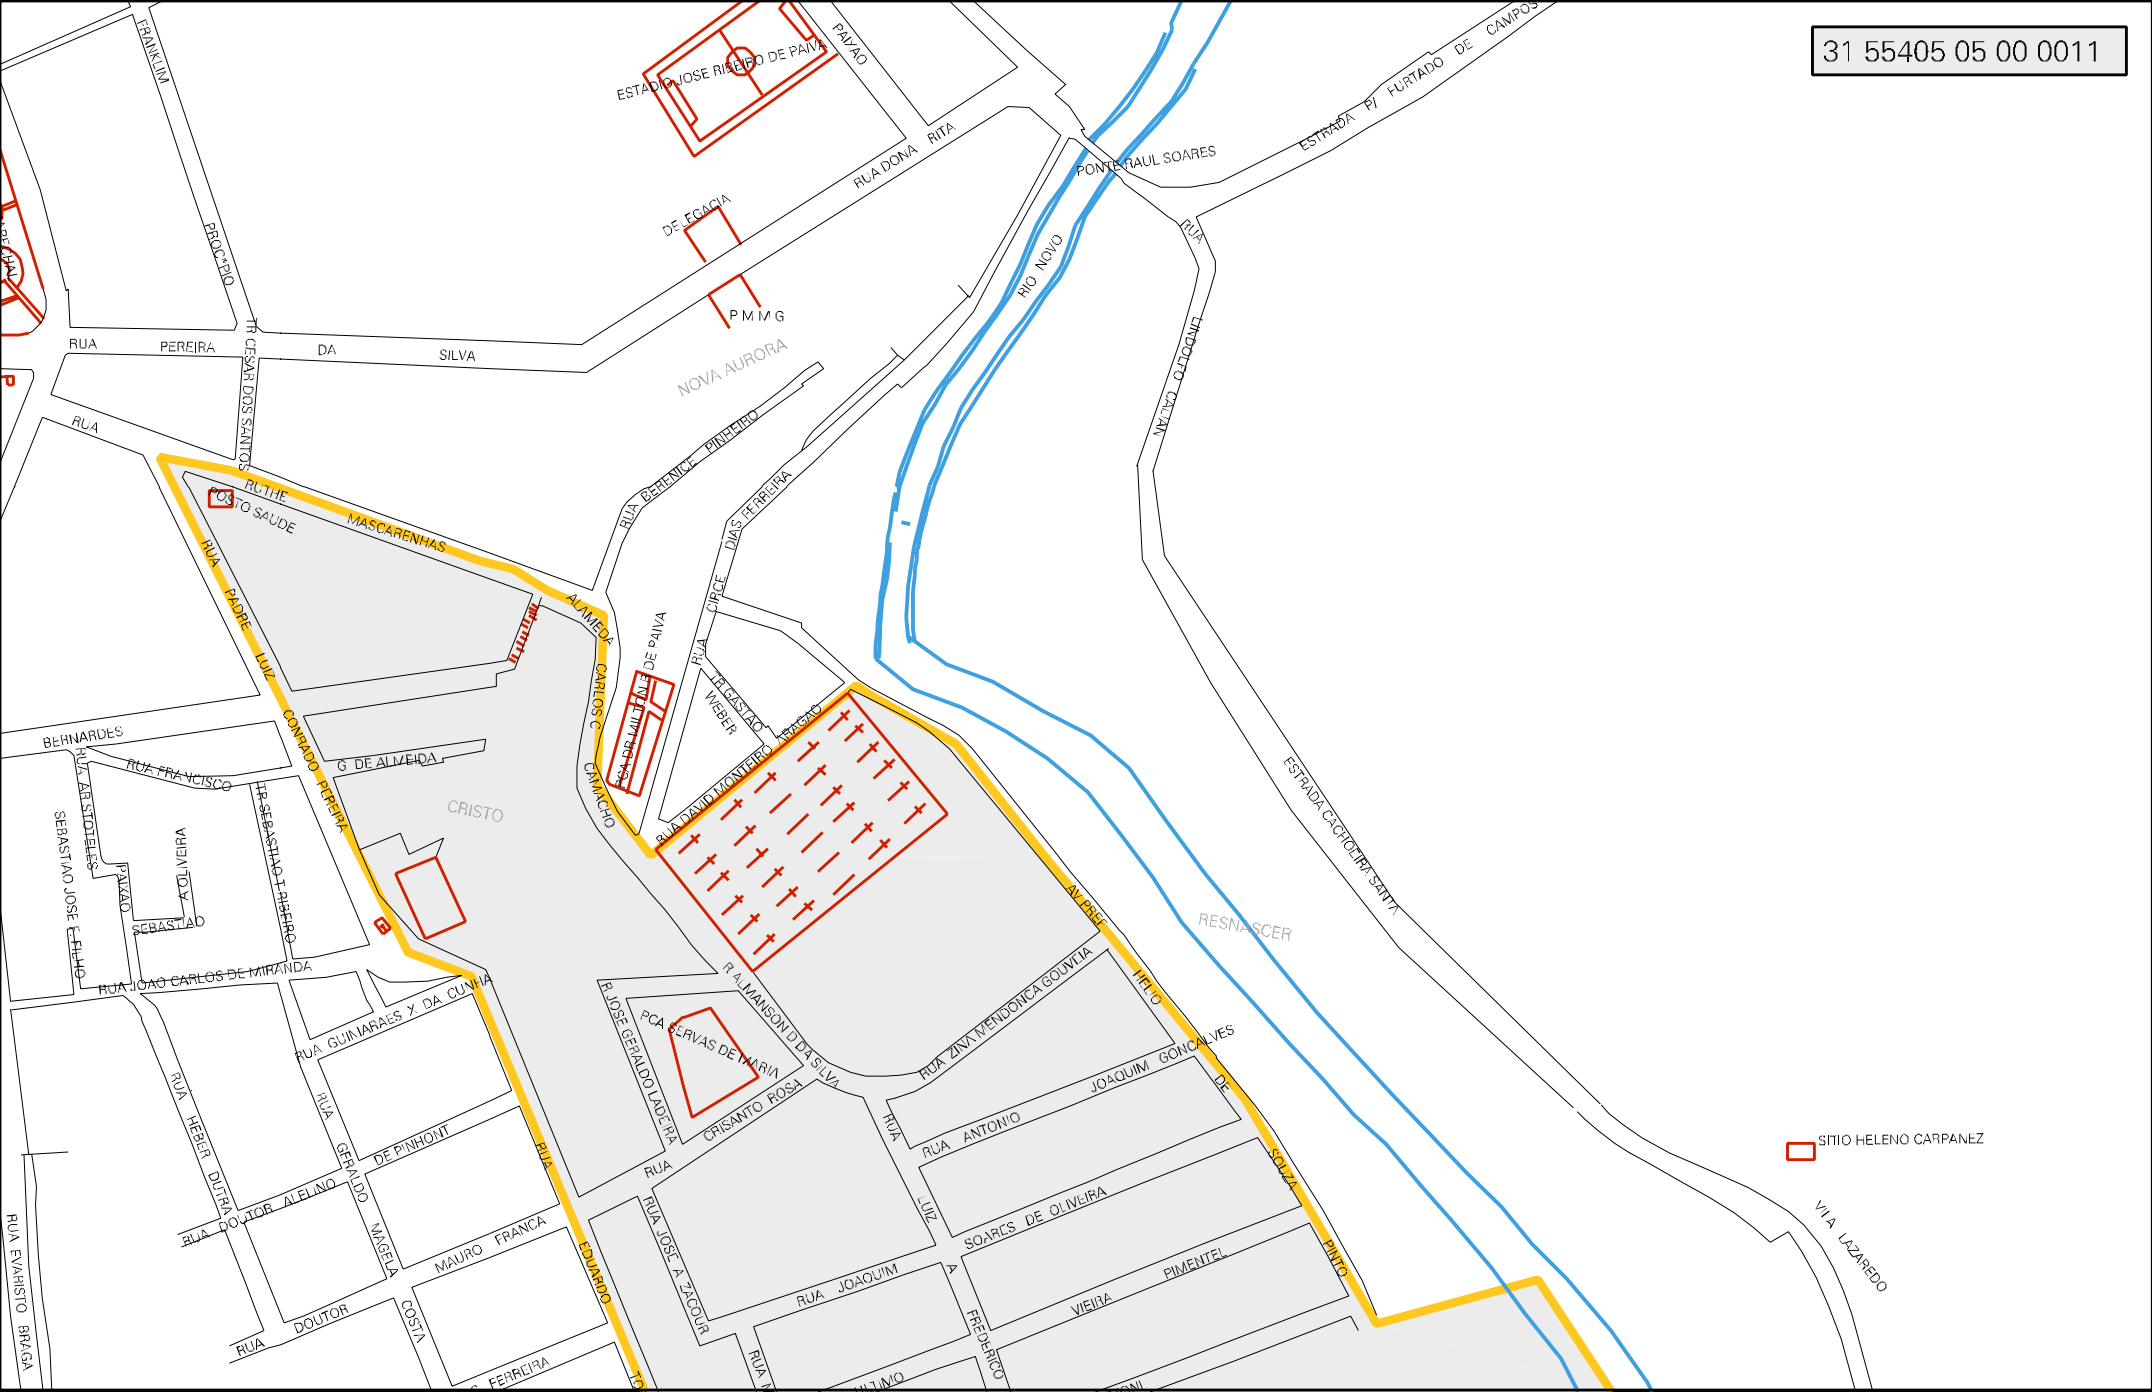 31 55405 05 00 0011
FRANKLIM
PAIXAO
ESTADIO JOSE RIBEIRO DE PAIVA
ESTRADA P/ FURTADO DE CAMPOS
RUA DONA RITA
PONTE RAUL SOARES
DELEGACIA
RUA
RIO NOVO
P M M G
NOVA AURORA
RUA PEREIRA DA SILVA
TR CESAR DOS SANTOS
LINDOLFO CALIAN
RUA RUTHE MASCARENHAS
POSTO SAUDE
RUA BERENICE PINHEIRO
RUA CIRCE DIAS FERREIRA
RUA PADRE LUIZ CONRADO PEREIRA
ALAMEDA CARLOS C CAMACHO
PCA DR MILTON B DE PAIVA
TR GASTAO
WEBER
RUA DAVID MONTEIRO ARAGAO
BERNARDES
RUA FRANCISCO
G DE ALMEIDA
CRISTO
TR SEBASTIAO T RIBEIRO
SEBASTIAO JOSE F. FILHO
PAIXAO
A OLIVEIRA
SEBASTIAO
ESTRADA CACHOEIRA SANTA
RESNASCER
AV PREF HELIO DE SOUZA PINTO
RUA JOAO CARLOS DE MIRANDA
RUA GUIMARAES X DA CUNHA
R ALMANSON D DA SILVA
R JOSE GERALDO LADEIRA
PCA SERVAS DE MARIA
RUA ZINA MENDONCA GOUVEIA
RUA CRISANTO ROSA
RUA ANTONIO JOAQUIM GONCALVES
SITIO HELENO CARPANEZ
VILA LAZAREDO
RUA HEBER DUTRA
RUA GERALDO MAGELA COSTA
RUA DOUTOR ALELINO DE PINHONT
RUA EDUARDO
RUA LUIZ A FREDERICO
RUA JOAQUIM SOARES DE OLIVEIRA
RUA JOSE A ZACOUR
RUA DOUTOR MAURO FRANCA
VIEIRA PIMENTEL
RUA EVARISTO BRAGA
FERREIRA
RUA